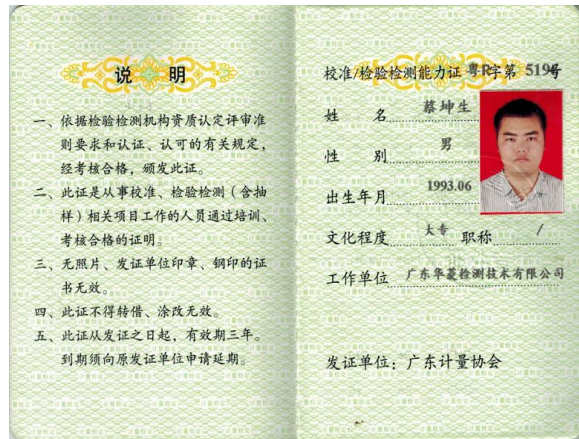 说 明
一、依据检验检测机构资质认定评审准
则要求和认证、认可的有关规定，
经考核合格，颁发此证。
二、此证是从事校准、检验检测（含抽
样）相关项目工作的人员通过培训、
考核合格的证明。
三、无照片、发证单位印章、钢印的证
书无效。
四、此证不得转借、涂改无效。
五、此证从发证之日起，有效期三年。
到期须向原发证单位申请延期。
校准/检验检测能力证 粤R字第 519号
姓 名 蔡坤生
性 别 男
出生年月 1993.06
文化程度 大专 职称 /
工作单位 广东华菱检测技术有限公司
发证单位：广东计量协会